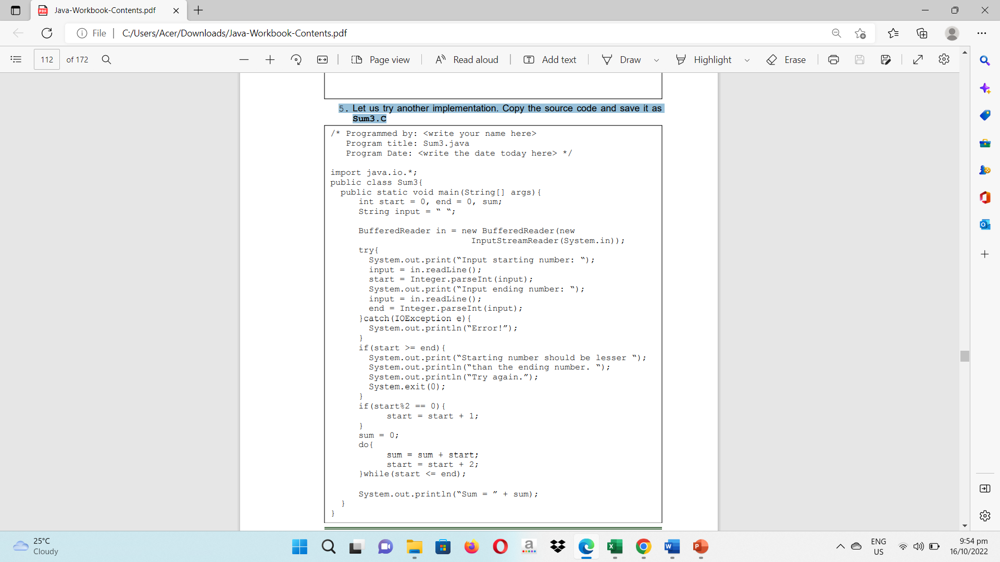 Java-Workbook-Contents.pdf
File
C:/Users/Acer/Downloads/Java-Workbook-Contents.pdf
112 of 172
Page view
Read aloud
Add text
Draw
Highlight
Erase
5. Let us try another implementation. Copy the source code and save it as
Sum3.C
/* Programmed by: <write your name here>
Program title: Sum3.java
Program Date: <write the date today here> */
import java.io.*;
public class Sum3{
public static void main(String[] args){
int start = 0, end = 0, sum;
String input = “ “;
BufferedReader in = new BufferedReader(new
InputStreamReader(System.in));
try{
System.out.print(“Input starting number: “);
input = in.readLine();
start = Integer.parseInt(input);
System.out.print(“Input ending number: “);
input = in.readLine();
end = Integer.parseInt(input);
}catch(IOException e){
System.out.println(“Error!”);
}
if(start >= end){
System.out.print(“Starting number should be lesser “);
System.out.println(“than the ending number. “);
System.out.println(“Try again.”);
System.exit(0);
}
if(start%2 == 0){
start = start + 1;
}
sum = 0;
do{
sum = sum + start;
start = start + 2;
}while(start <= end);
System.out.println(“Sum = ” + sum);
}
}
25°C
Cloudy
ENG
US
9:54 pm
16/10/2022